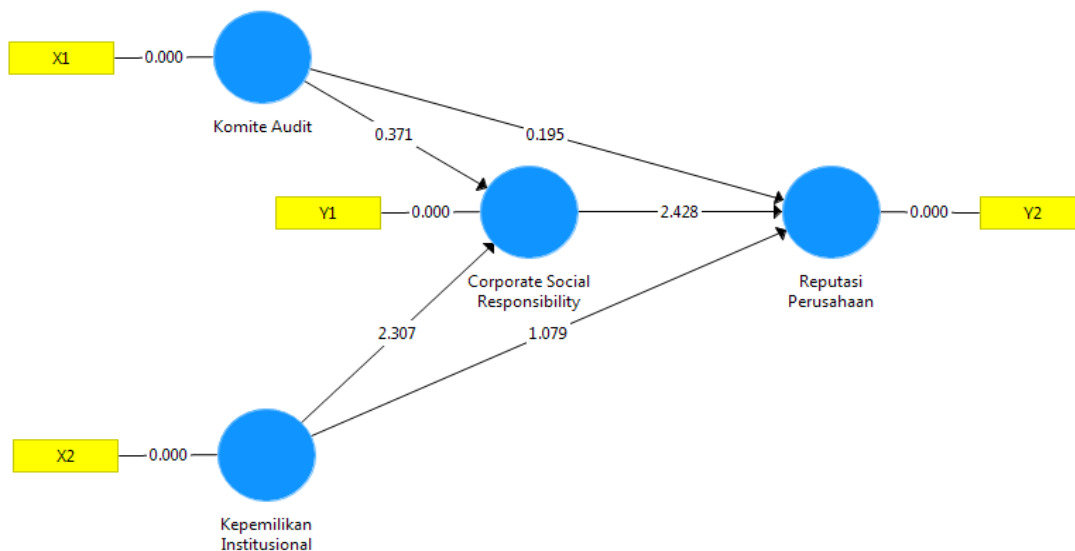 X1
0.000
Komite Audit
0.371
0.195
Y1
0.000
2.428
0.000
Y2
Corporate Social
Responsibility
Reputasi
Perusahaan
2.307
1.079
X2
0.000
Kepemilikan
Institusional